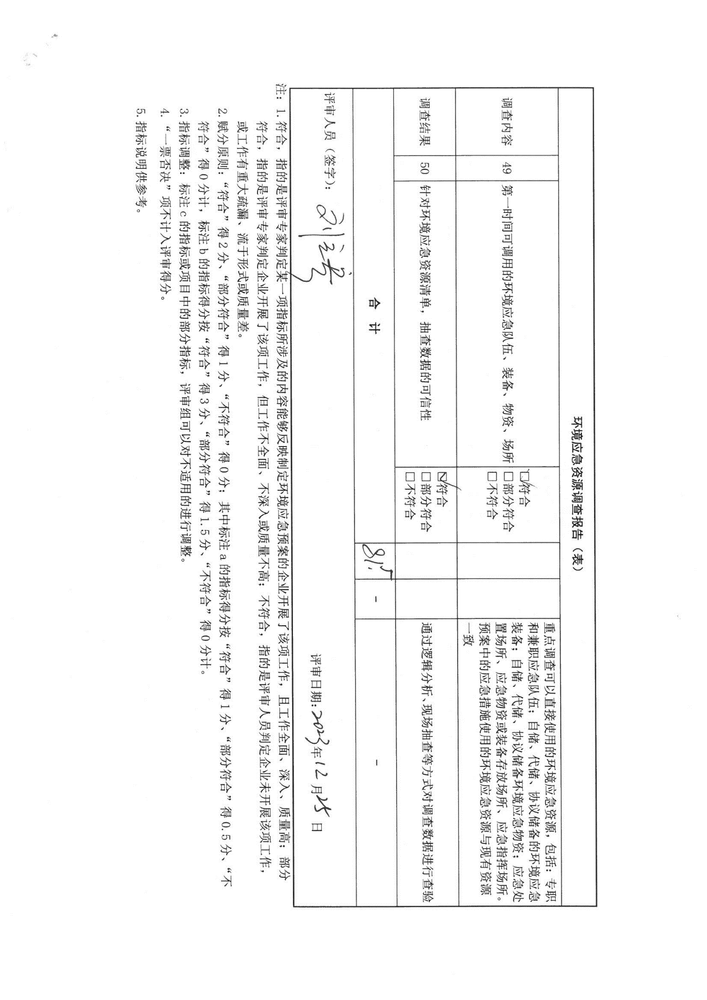 环境应急资源调查报告（表）
调查内容
49
第一时间可调用的环境应急队伍、装备、物资、场所
☑符合
□部分符合
□不符合
重点调查可以直接使用的环境应急资源，包括：专职
和兼职应急队伍；自储、代储、协议储备的环境应急
装备；自储、代储、协议储备环境应急物资；应急处
置场所、应急物资或装备存放场所、应急指挥场所。
预案中的应急措施使用的环境应急资源与现有资源
一致
调查结果
50
针对环境应急资源清单，抽查数据的可信性
☑符合
□部分符合
□不符合
通过逻辑分析、现场抽查等方式对调查数据进行查验
合 计
81.5
-
-
评审人员（签字）：
评审日期：2023年12月25日
注：1.符合，指的是评审专家判定某一项指标所涉及的内容能够反映制定环境应急预案的企业开展了该项工作，且工作全面、深入、质量高；部分
符合，指的是评审专家判定企业开展了该项工作，但工作不全面、不深入或质量不高；不符合，指的是评审人员判定企业未开展该项工作，
或工作有重大疏漏、流于形式或质量差。
2.赋分原则：“符合”得2分、“部分符合”得1分、“不符合”得0分；其中标注a的指标得分按“符合”得1分、“部分符合”得0.5分、“不
符合”得0分计，标注b的指标得分按“符合”得3分、“部分符合”得1.5分、“不符合”得0分计。
3.指标调整：标注c的指标或项目中的部分指标，评审组可以对不适用的进行调整。
4.“一票否决”项不计入评审得分。
5.指标说明供参考。